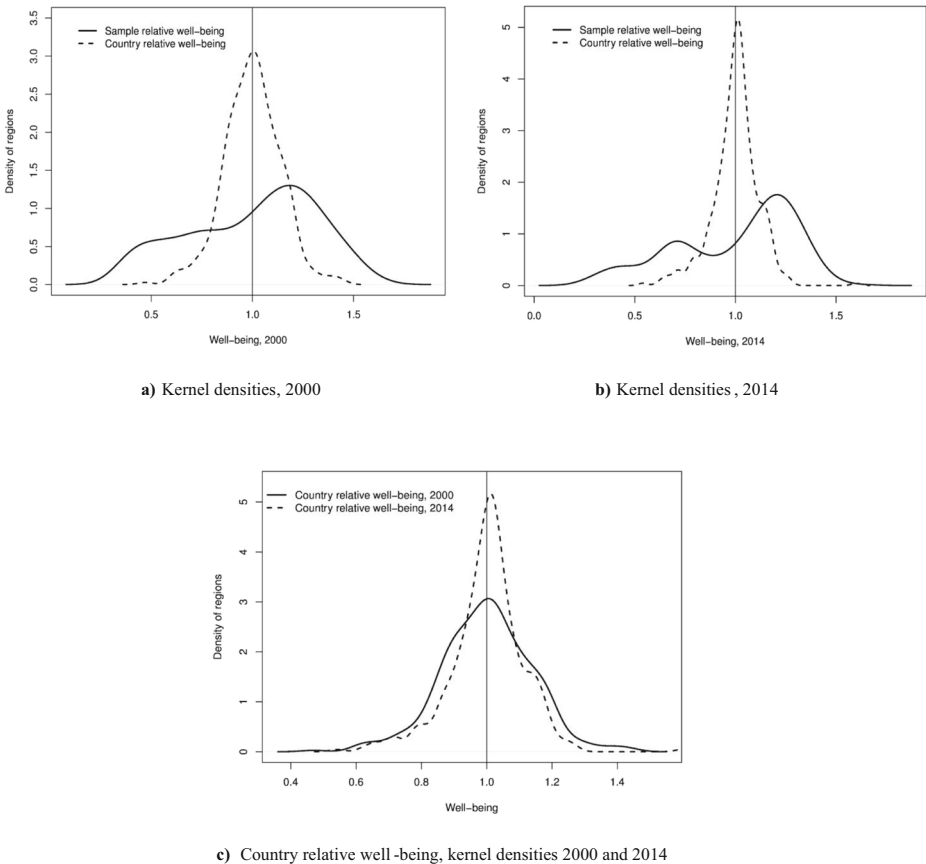 Sample relative well-being
Country relative well-being
Density of regions
0.0 0.5 1.0 1.5 2.0 2.5 3.0 3.5
0.5 1.0 1.5
Well-being, 2000
a) Kernel densities, 2000
Sample relative well-being
Country relative well-being
Density of regions
0 1 2 3 4 5
0.0 0.5 1.0 1.5
Well-being, 2014
b) Kernel densities , 2014
Country relative well-being, 2000
Country relative well-being, 2014
Density of regions
0 1 2 3 4 5
0.4 0.6 0.8 1.0 1.2 1.4
Well-being
c) Country relative well -being, kernel densities 2000 and 2014